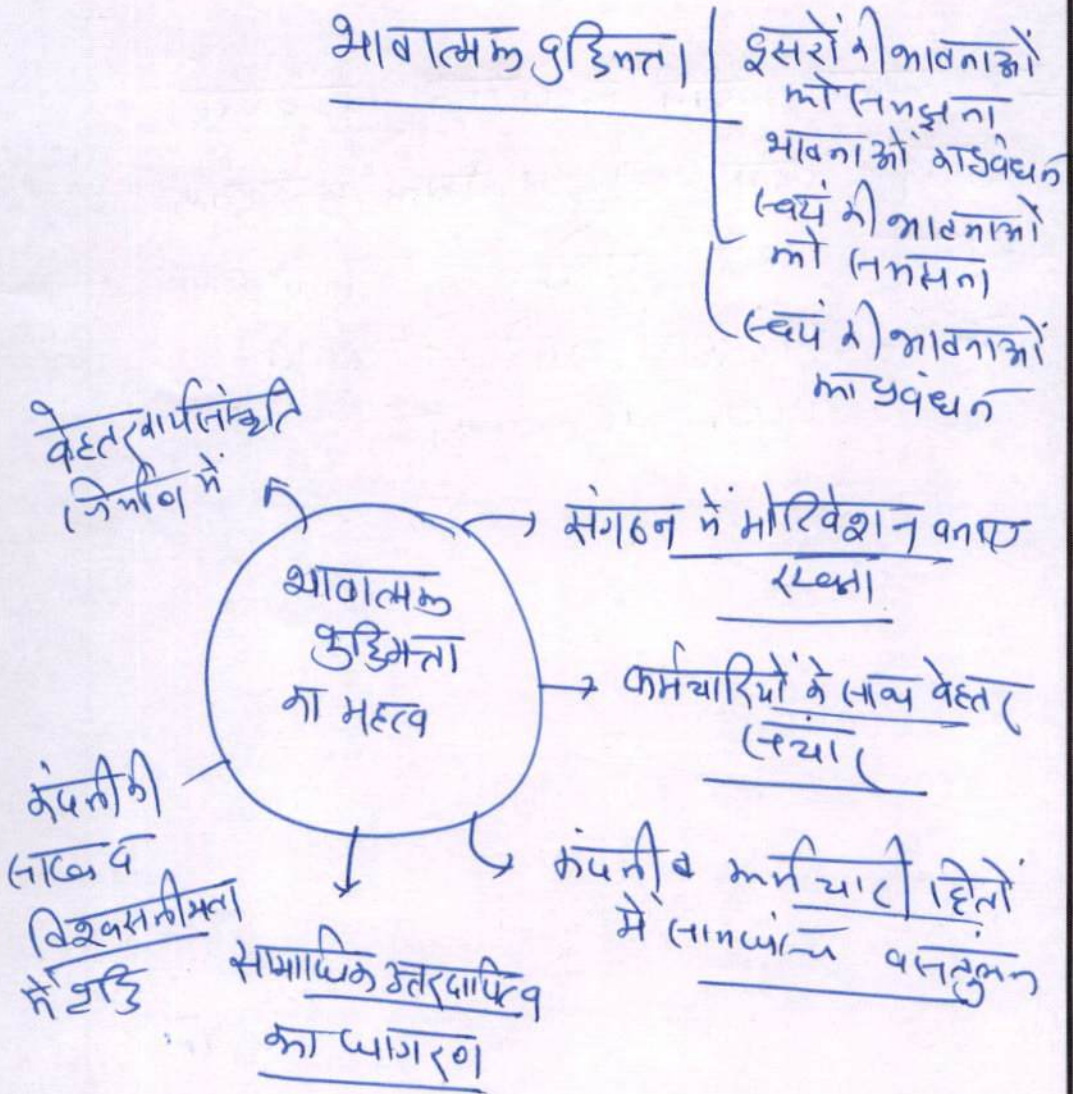 भावात्मक बुद्धिमत्ता
दूसरों की भावनाओं
को समझना
भावनाओं का प्रबंधन
स्वयं की भावनाओं
को समझना
स्वयं की भावनाओं
का प्रबंधन
बेहतर कार्यसंस्कृति
निर्माण में
संगठन में मोटिवेशन बनाए
रखना
भावात्मक
बुद्धिमत्ता
का महत्व
कर्मचारियों के साथ बेहतर
संचार
कंपनी की
साख व
विश्वसनीयता
में वृद्धि
कंपनी व कर्मचारी हितों
में सामंजस्य व संतुलन
सामाजिक उत्तरदायित्व
का जागरण